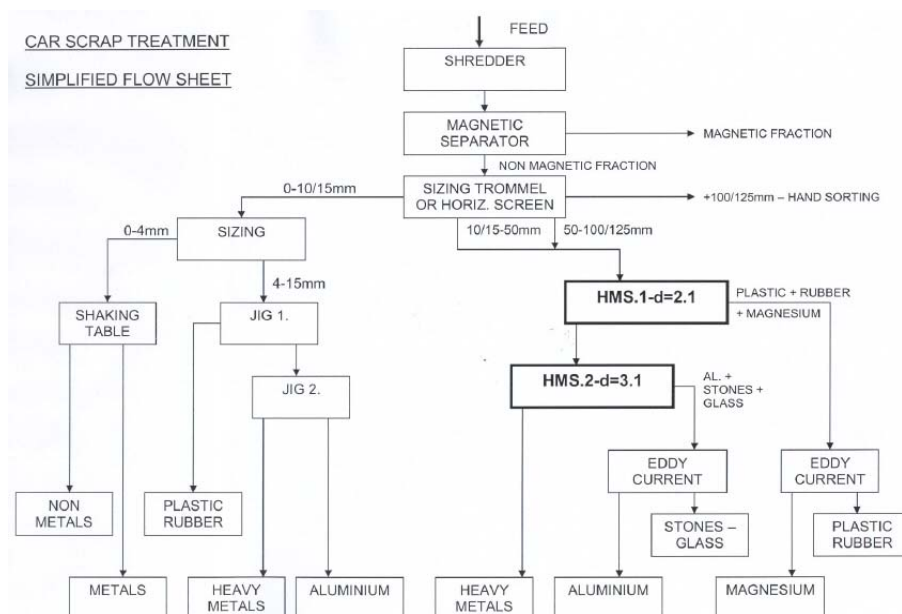 CAR SCRAP TREATMENT
SIMPLIFIED FLOW SHEET
FEED
SHREDDER
MAGNETIC
SEPARATOR
MAGNETIC FRACTION
NON MAGNETIC FRACTION
0-10/15mm
SIZING TROMMEL
OR HORIZ. SCREEN
+100/125mm – HAND SORTING
0-4mm
SIZING
10/15-50mm
50-100/125mm
4-15mm
SHAKING
TABLE
JIG 1.
HMS.1-d=2.1
PLASTIC + RUBBER
+ MAGNESIUM
JIG 2.
HMS.2-d=3.1
AL. +
STONES +
GLASS
EDDY
CURRENT
EDDY
CURRENT
NON
METALS
PLASTIC
RUBBER
STONES –
GLASS
PLASTIC
RUBBER
METALS
HEAVY
METALS
ALUMINIUM
HEAVY
METALS
ALUMINIUM
MAGNESIUM